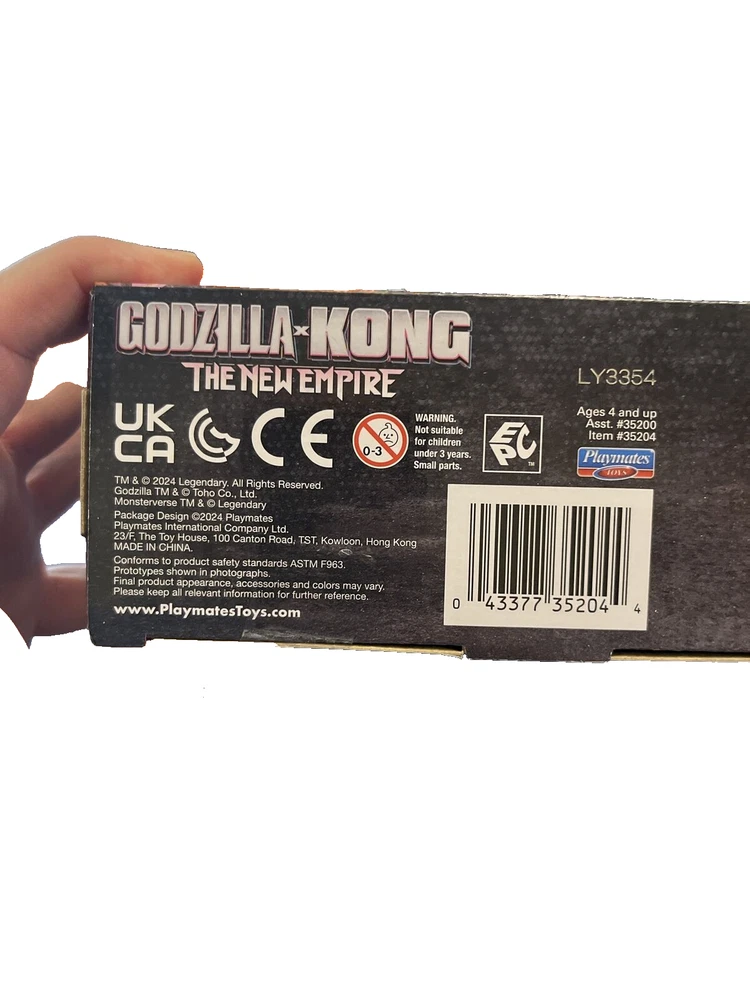 GODZILLA x KONG
THE NEW EMPIRE
LY3354
UK
CA
CE
0-3
WARNING.
Not suitable
for children
under 3 years.
Small parts.
EPC
TM
Ages 4 and up
Asst. #35200
Item #35204
Playmates
TOYS
TM & © 2024 Legendary. All Rights Reserved.
Godzilla TM & © Toho Co., Ltd.
Monsterverse TM & © Legendary
Package Design ©2024 Playmates
Playmates International Company Ltd.
23/F, The Toy House, 100 Canton Road, TST, Kowloon, Hong Kong
MADE IN CHINA.
Conforms to product safety standards ASTM F963.
Prototypes shown in photographs.
Final product appearance, accessories and colors may vary.
Please keep all relevant information for further reference.
www.PlaymatesToys.com
0 43377 35204 4